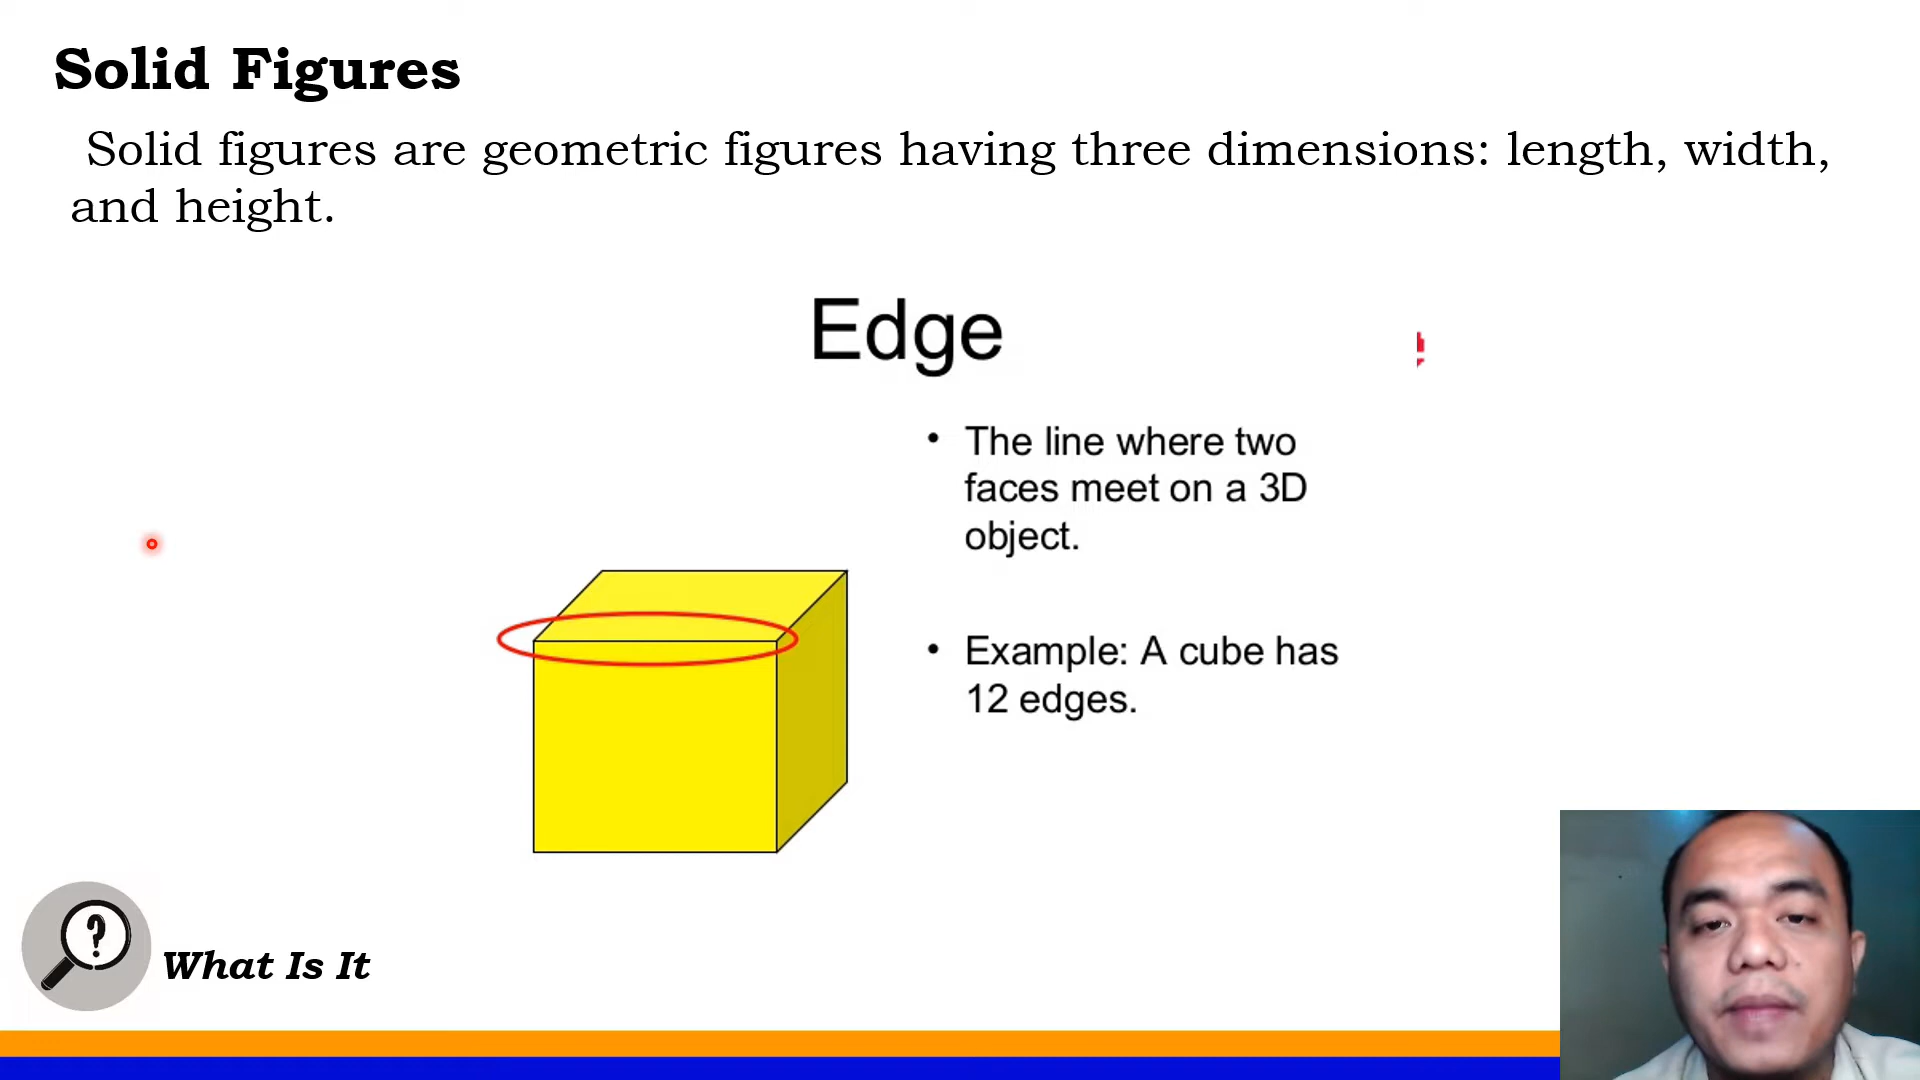 Solid Figures
Solid figures are geometric figures having three dimensions: length, width,
and height.
Edge
• The line where two
faces meet on a 3D
object.
• Example: A cube has
12 edges.
?
What Is It